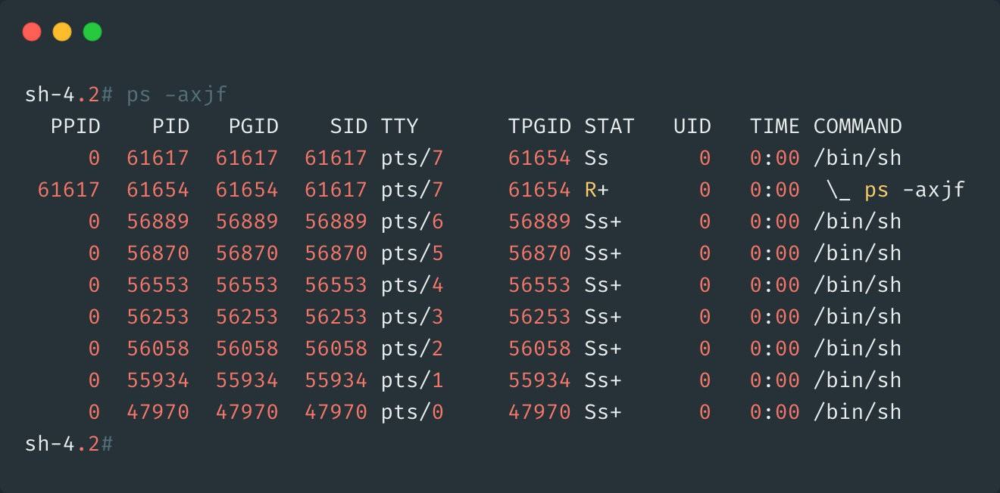 sh-4.2# ps -axjf
  PPID    PID   PGID    SID TTY       TPGID STAT   UID   TIME COMMAND
     0  61617  61617  61617 pts/7     61654 Ss       0   0:00 /bin/sh
 61617  61654  61654  61617 pts/7     61654 R+       0   0:00  \_ ps -axjf
     0  56889  56889  56889 pts/6     56889 Ss+      0   0:00 /bin/sh
     0  56870  56870  56870 pts/5     56870 Ss+      0   0:00 /bin/sh
     0  56553  56553  56553 pts/4     56553 Ss+      0   0:00 /bin/sh
     0  56253  56253  56253 pts/3     56253 Ss+      0   0:00 /bin/sh
     0  56058  56058  56058 pts/2     56058 Ss+      0   0:00 /bin/sh
     0  55934  55934  55934 pts/1     55934 Ss+      0   0:00 /bin/sh
     0  47970  47970  47970 pts/0     47970 Ss+      0   0:00 /bin/sh
sh-4.2#